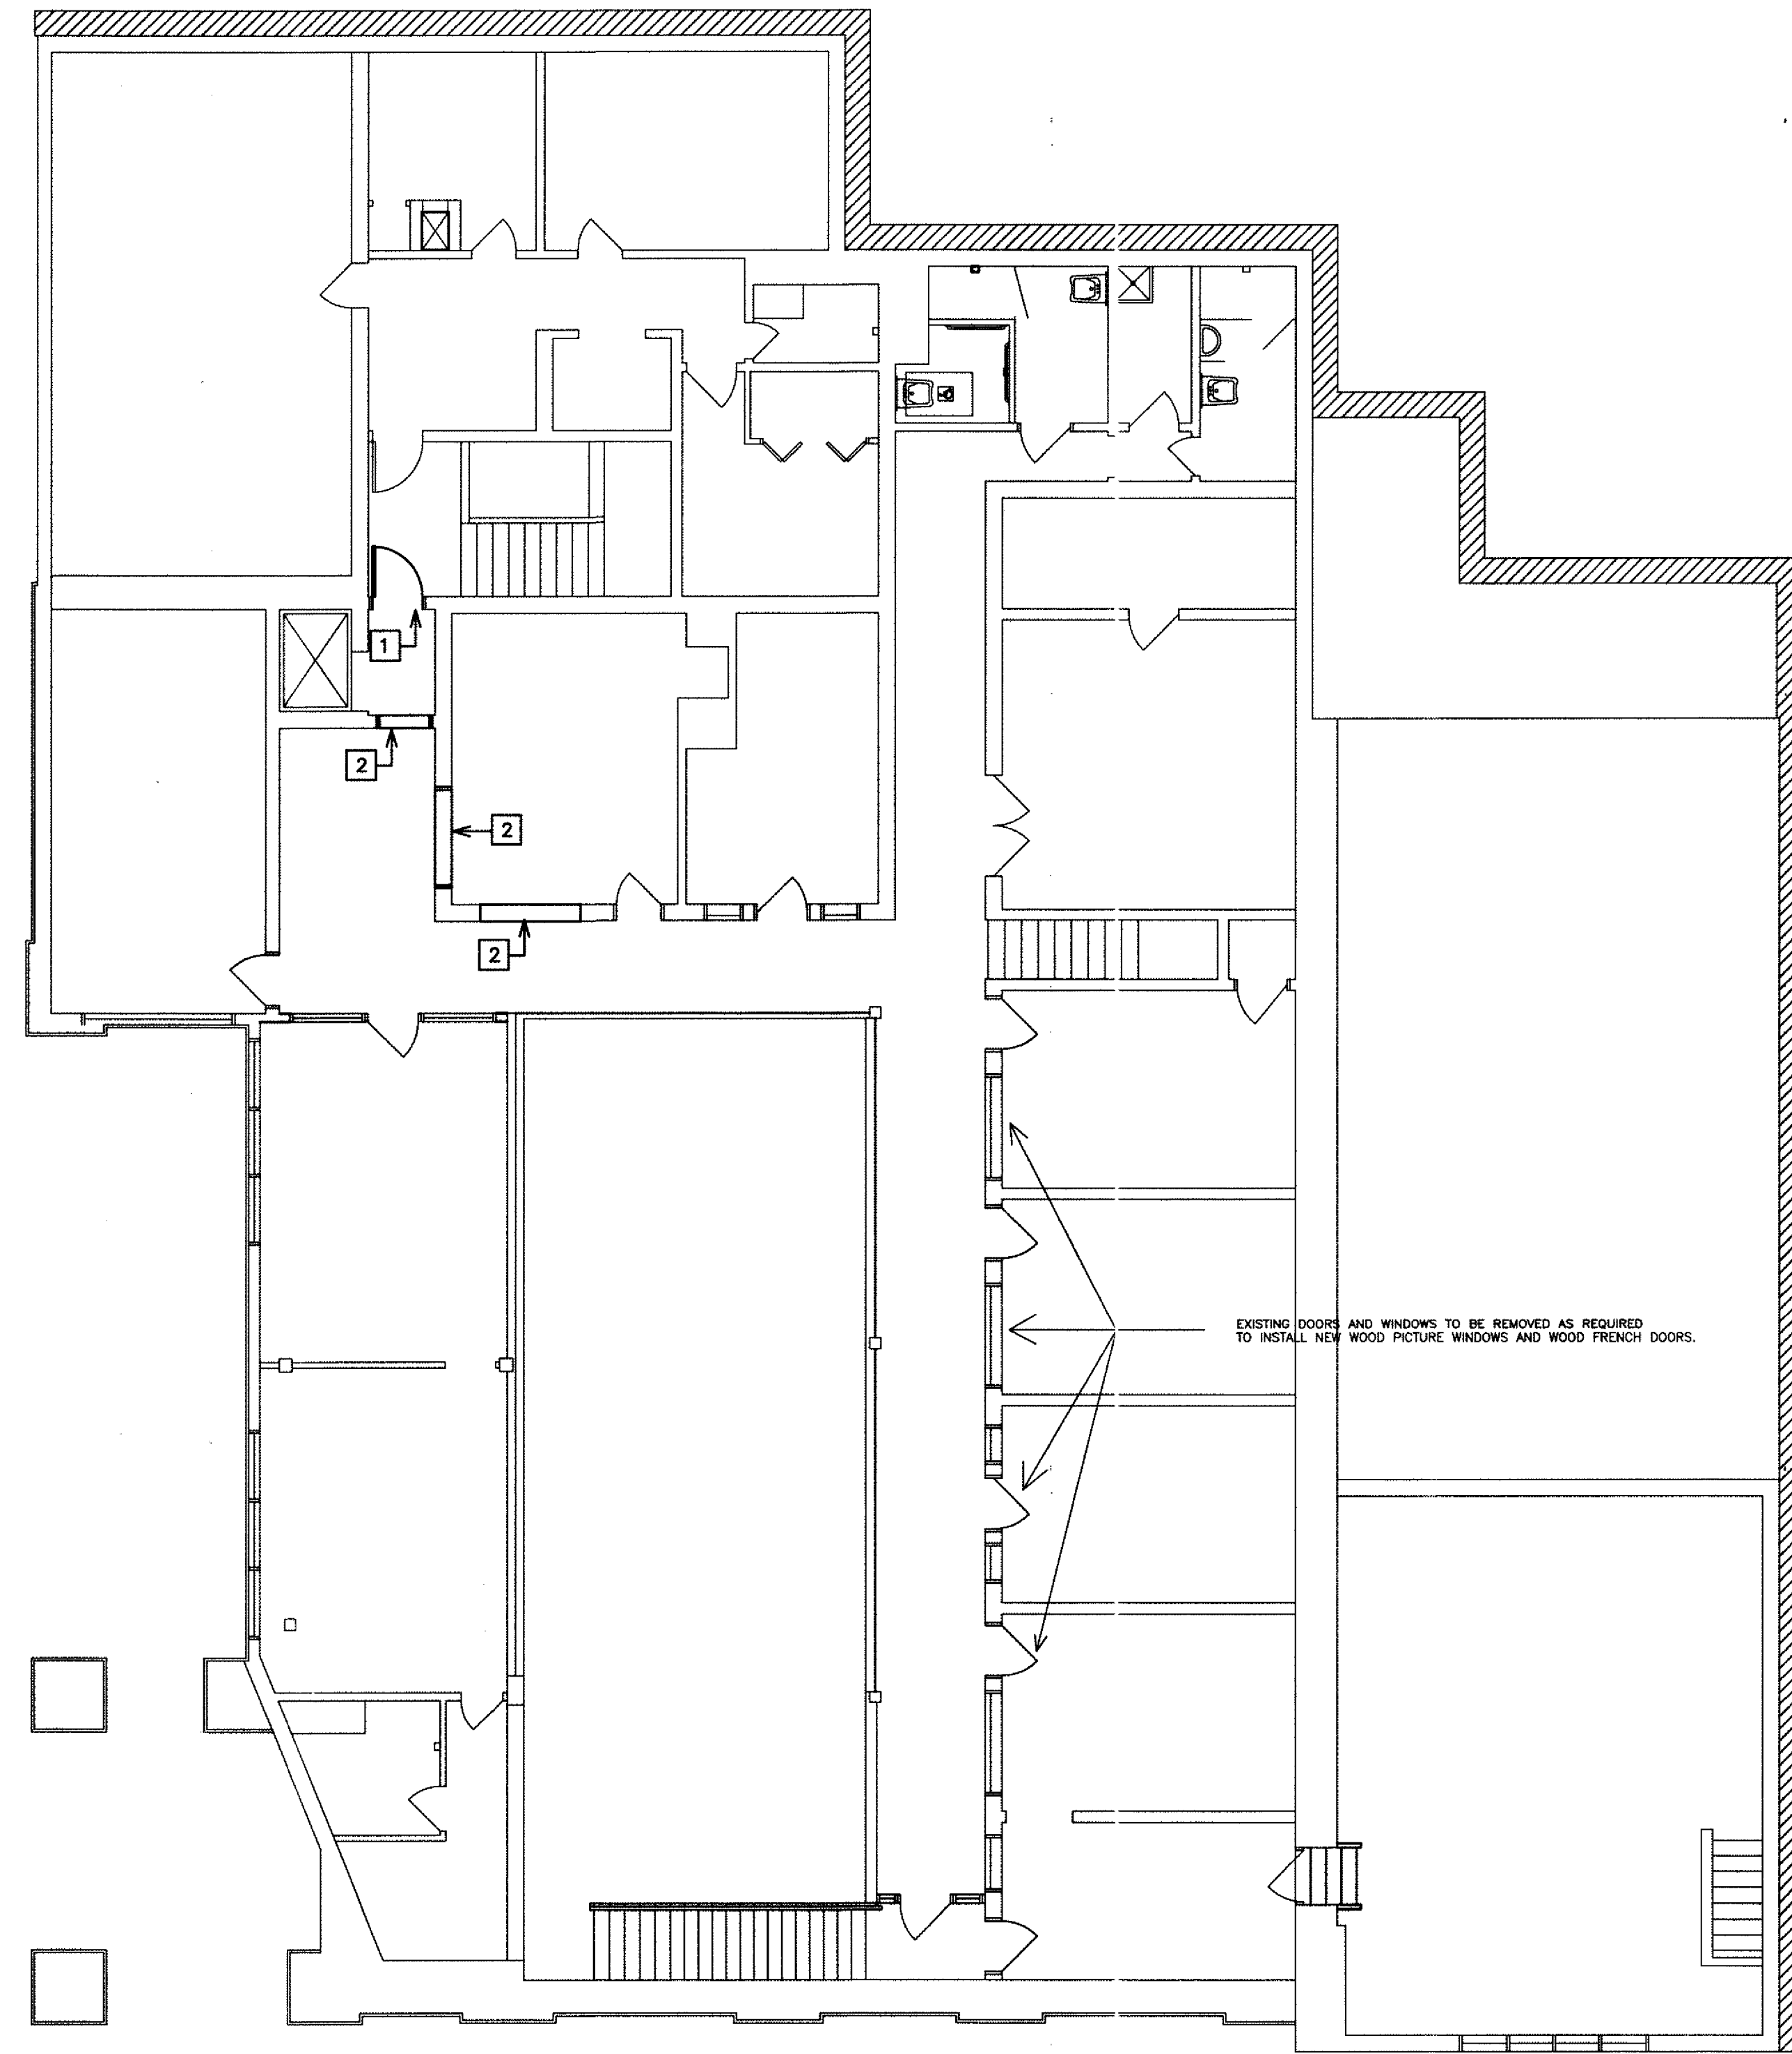 1
2
2
2
EXISTING DOORS AND WINDOWS TO BE REMOVED AS REQUIRED
TO INSTALL NEW WOOD PICTURE WINDOWS AND WOOD FRENCH DOORS.